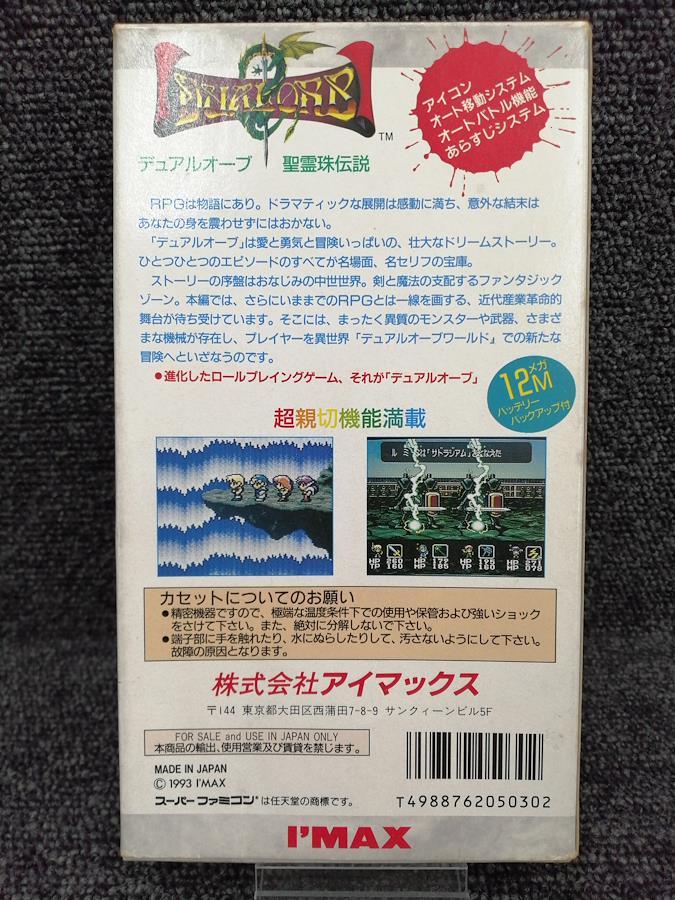 DUAL ORB
TM
アイコン
オート移動システム
オートバトル機能
あらすじシステム
デュアルオーブ 聖霊珠伝説
RPGは物語にあり。ドラマティックな展開は感動に満ち、意外な結末は
あなたの身を震わせずにはおかない。
「デュアルオーブ」は愛と勇気と冒険いっぱいの、壮大なドリームストーリー。
ひとつひとつのエピソードのすべてが名場面、名セリフの宝庫。
ストーリーの序盤はおなじみの中世世界。剣と魔法の支配するファンタジック
ゾーン。本編では、さらにいままでのRPGとは一線を画する、近代産業革命的
舞台が待ち受けています。そこには、まったく異質のモンスターや武器、さまざ
まな機械が存在し、プレイヤーを異世界「デュアルオーブワールド」での新たな
冒険へといざなうのです。
●進化したロールプレイングゲーム、それが「デュアルオーブ」
12メガM
バッテリー
バックアップ付
超親切機能満載
HP 260
TP 160
HP 179
TP 165
HP 195
TP 180
HP 271
MP 078
カセットについてのお願い
●精密機器ですので、極端な温度条件下での使用や保管および強いショック
をさけて下さい。また、絶対に分解しないで下さい。
●端子部に手を触れたり、水にぬらしたりして、汚さないようにして下さい。
故障の原因となります。
株式会社アイマックス
〒144 東京都大田区西蒲田7-8-9 サンクィーンビル5F
FOR SALE and USE IN JAPAN ONLY
本商品の輸出、使用営業及び賃貸を禁じます。
MADE IN JAPAN
© 1993 I'MAX
スーパーファミコン®は任天堂の商標です。
T4988762050302
I'MAX